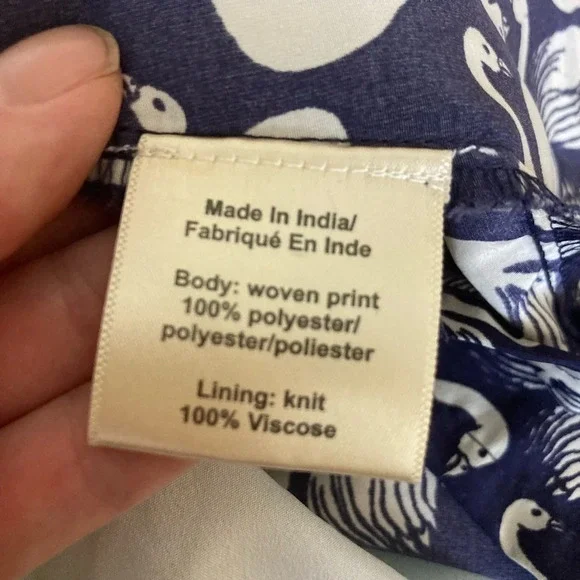 Made In India/
Fabriqué En Inde
Body: woven print
100% polyester/
polyester/poliester
Lining: knit
100% Viscose